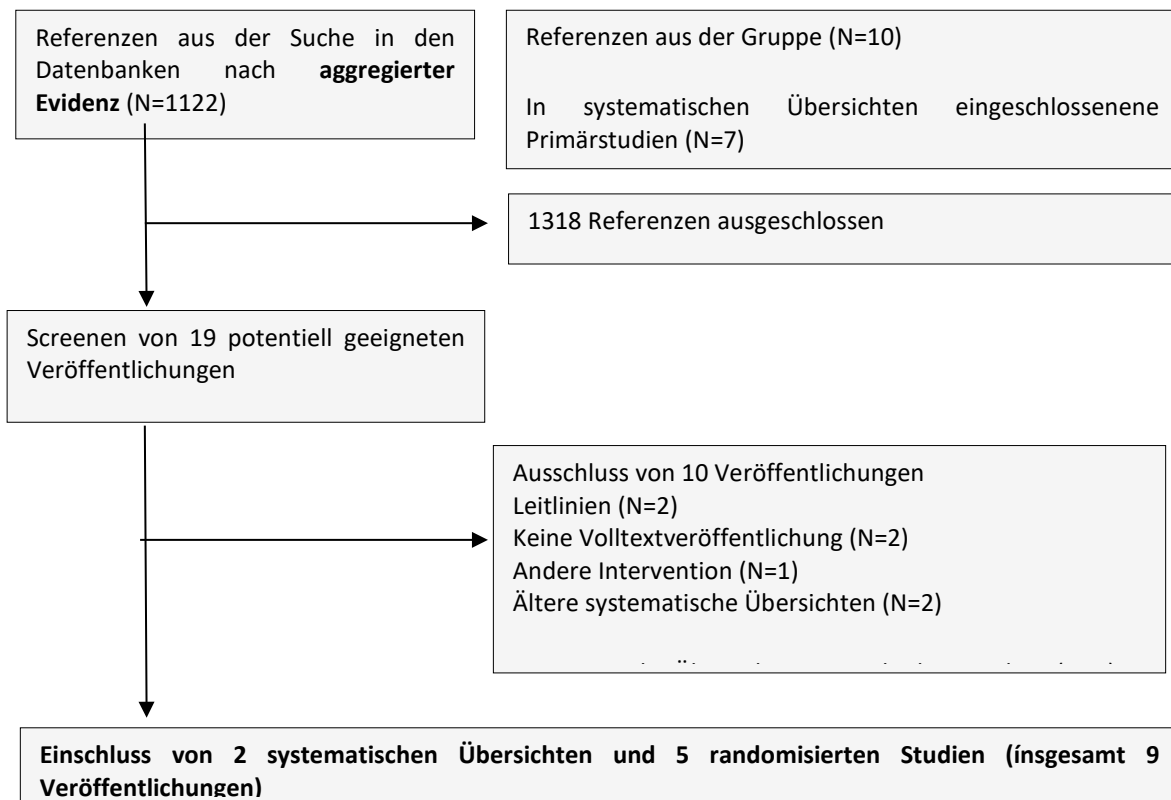 Referenzen aus der Suche in den
Datenbanken nach aggregierter
Evidenz (N=1122)
Referenzen aus der Gruppe (N=10)
In systematischen Übersichten eingeschlossenene
Primärstudien (N=7)
1318 Referenzen ausgeschlossen
Screenen von 19 potentiell geeigneten
Veröffentlichungen
Ausschluss von 10 Veröffentlichungen
Leitlinien (N=2)
Keine Volltextveröffentlichung (N=2)
Andere Intervention (N=1)
Ältere systematische Übersichten (N=2)
Einschluss von 2 systematischen Übersichten und 5 randomisierten Studien (ínsgesamt 9
Veröffentlichungen)